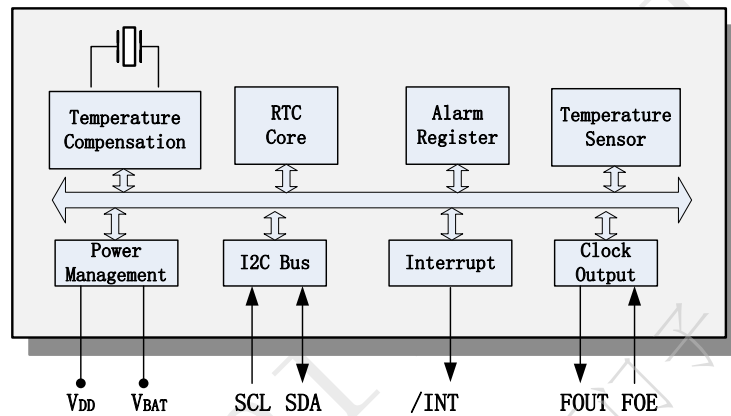 Temperature
Compensation
RTC
Core
Alarm
Register
Temperature
Sensor
Power
Management
I2C Bus
Interrupt
Clock
Output
VDD
VBAT
SCL
SDA
/INT
FOUT
FOE